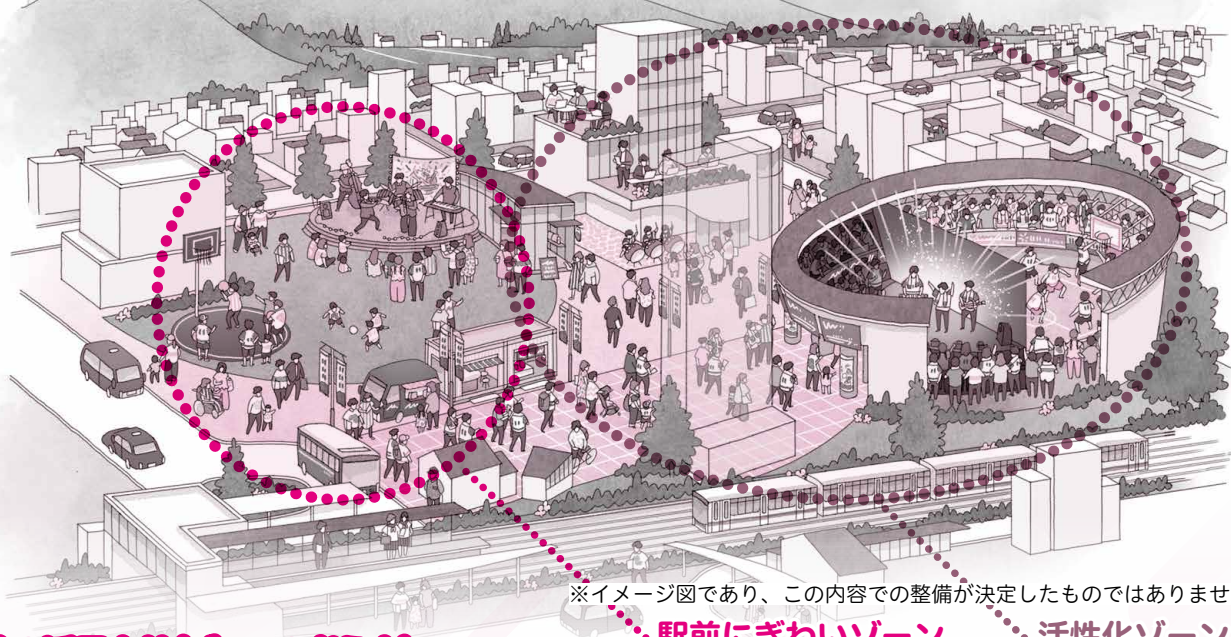 ※イメージ図であり、この内容での整備が決定したものではありませ
駅前にぎわいゾーン
活性化ゾーン